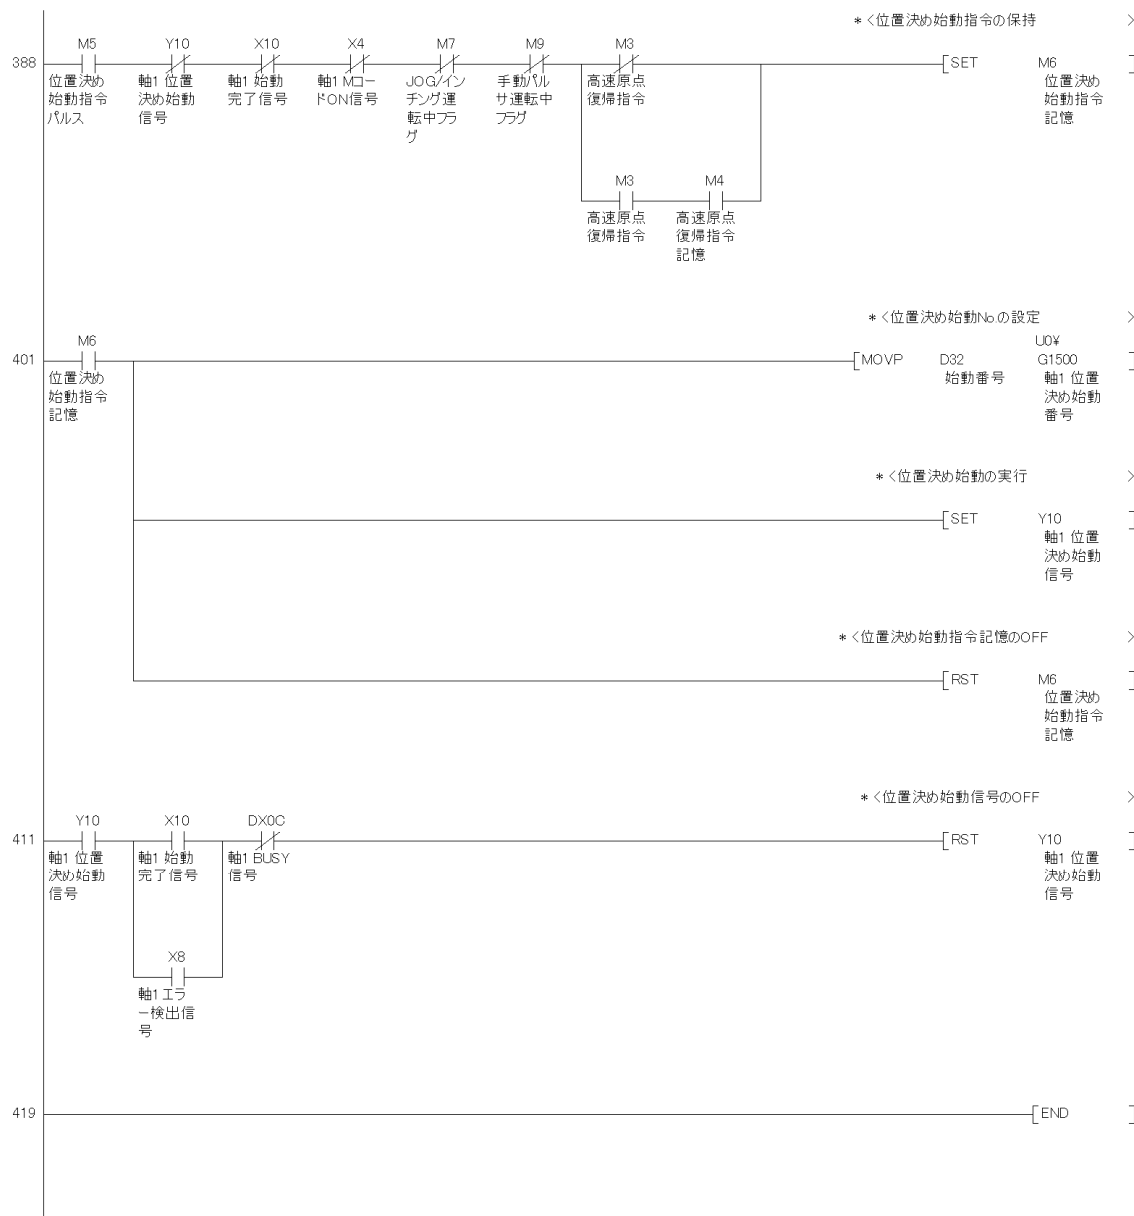 * <位置決め始動指令の保持 >
388 M5 Y10 X10 X4 M7 M9 M3
[SET M6 ]
位置決め 軸1 位置 軸1 始動 軸1 Mコー JOG/イン 手動パル 高速原点 位置決め
始動指令 決め始動 完了信号 ドON信号 チング運 サ運転中 復帰指令 始動指令
パルス 信号 転中フラ フラグ 記憶
グ
M3 M4
高速原点 高速原点
復帰指令 復帰指令
記憶
* <位置決め始動No.の設定 >
M6 U0¥
401 [MOVP D32 G1500 ]
位置決め 始動番号 軸1 位置
始動指令 決め始動
記憶 番号
* <位置決め始動の実行 >
[SET Y10 ]
軸1 位置
決め始動
信号
* <位置決め始動指令記憶のOFF >
[RST M6 ]
位置決め
始動指令
記憶
* <位置決め始動信号のOFF >
Y10 X10 DX0C
411 [RST Y10 ]
軸1 位置 軸1 始動 軸1 BUSY 軸1 位置
決め始動 完了信号 信号 決め始動
信号 信号
X8
軸1 エラ
ー検出信
号
419 [END ]